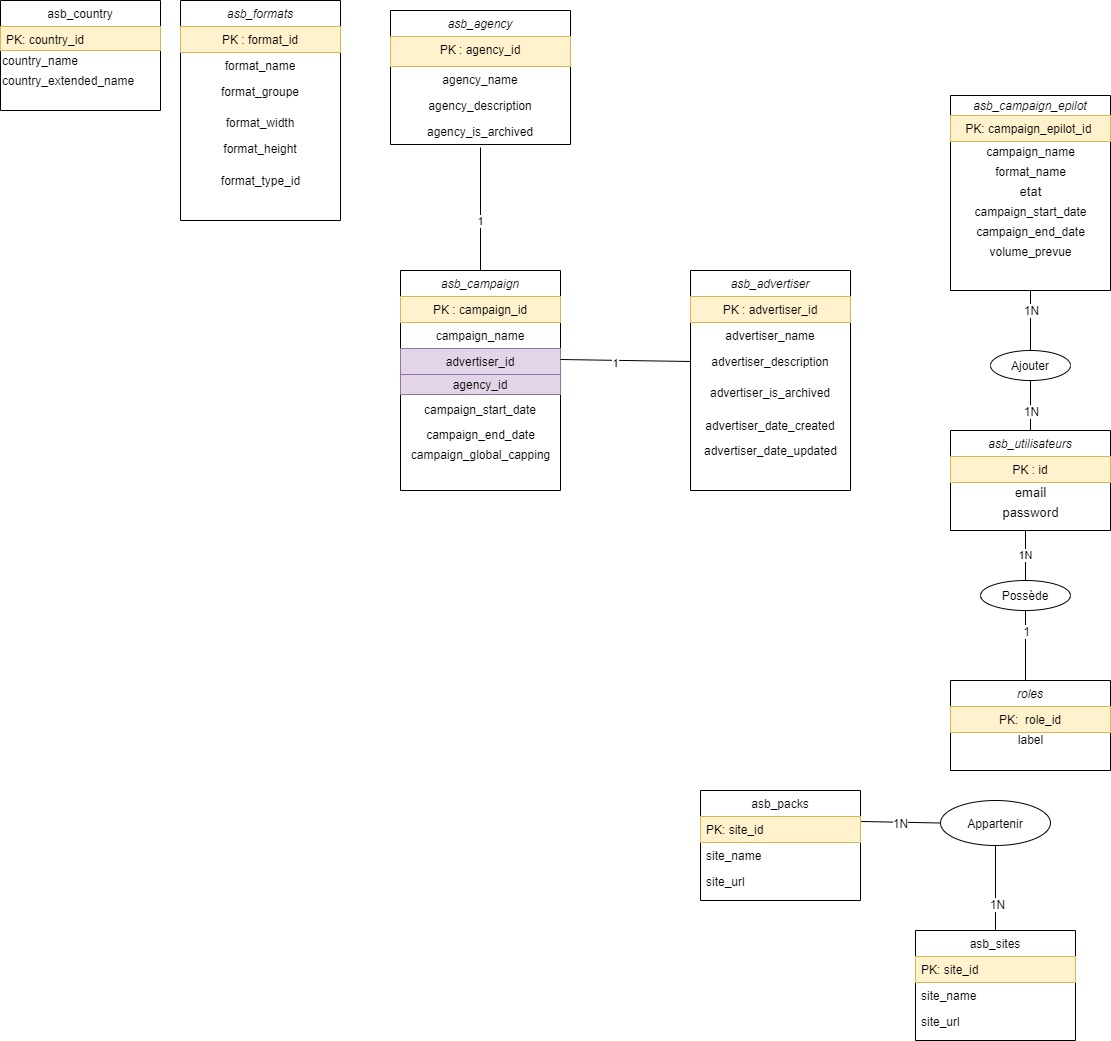 asb_country
PK: country_id
country_name
country_extended_name
asb_formats
PK : format_id
format_name
format_groupe
format_width
format_height
format_type_id
asb_agency
PK : agency_id
agency_name
agency_description
agency_is_archived
1
asb_campaign
PK : campaign_id
campaign_name
advertiser_id
agency_id
campaign_start_date
campaign_end_date
campaign_global_capping
1
asb_advertiser
PK : advertiser_id
advertiser_name
advertiser_description
advertiser_is_archived
advertiser_date_created
advertiser_date_updated
asb_campaign_epilot
PK: campaign_epilot_id
campaign_name
format_name
etat
campaign_start_date
campaign_end_date
volume_prevue
1N
Ajouter
1N
asb_utilisateurs
PK : id
email
password
1N
Possède
1
roles
PK: role_id
label
asb_packs
PK: site_id
site_name
site_url
1N
Appartenir
1N
asb_sites
PK: site_id
site_name
site_url